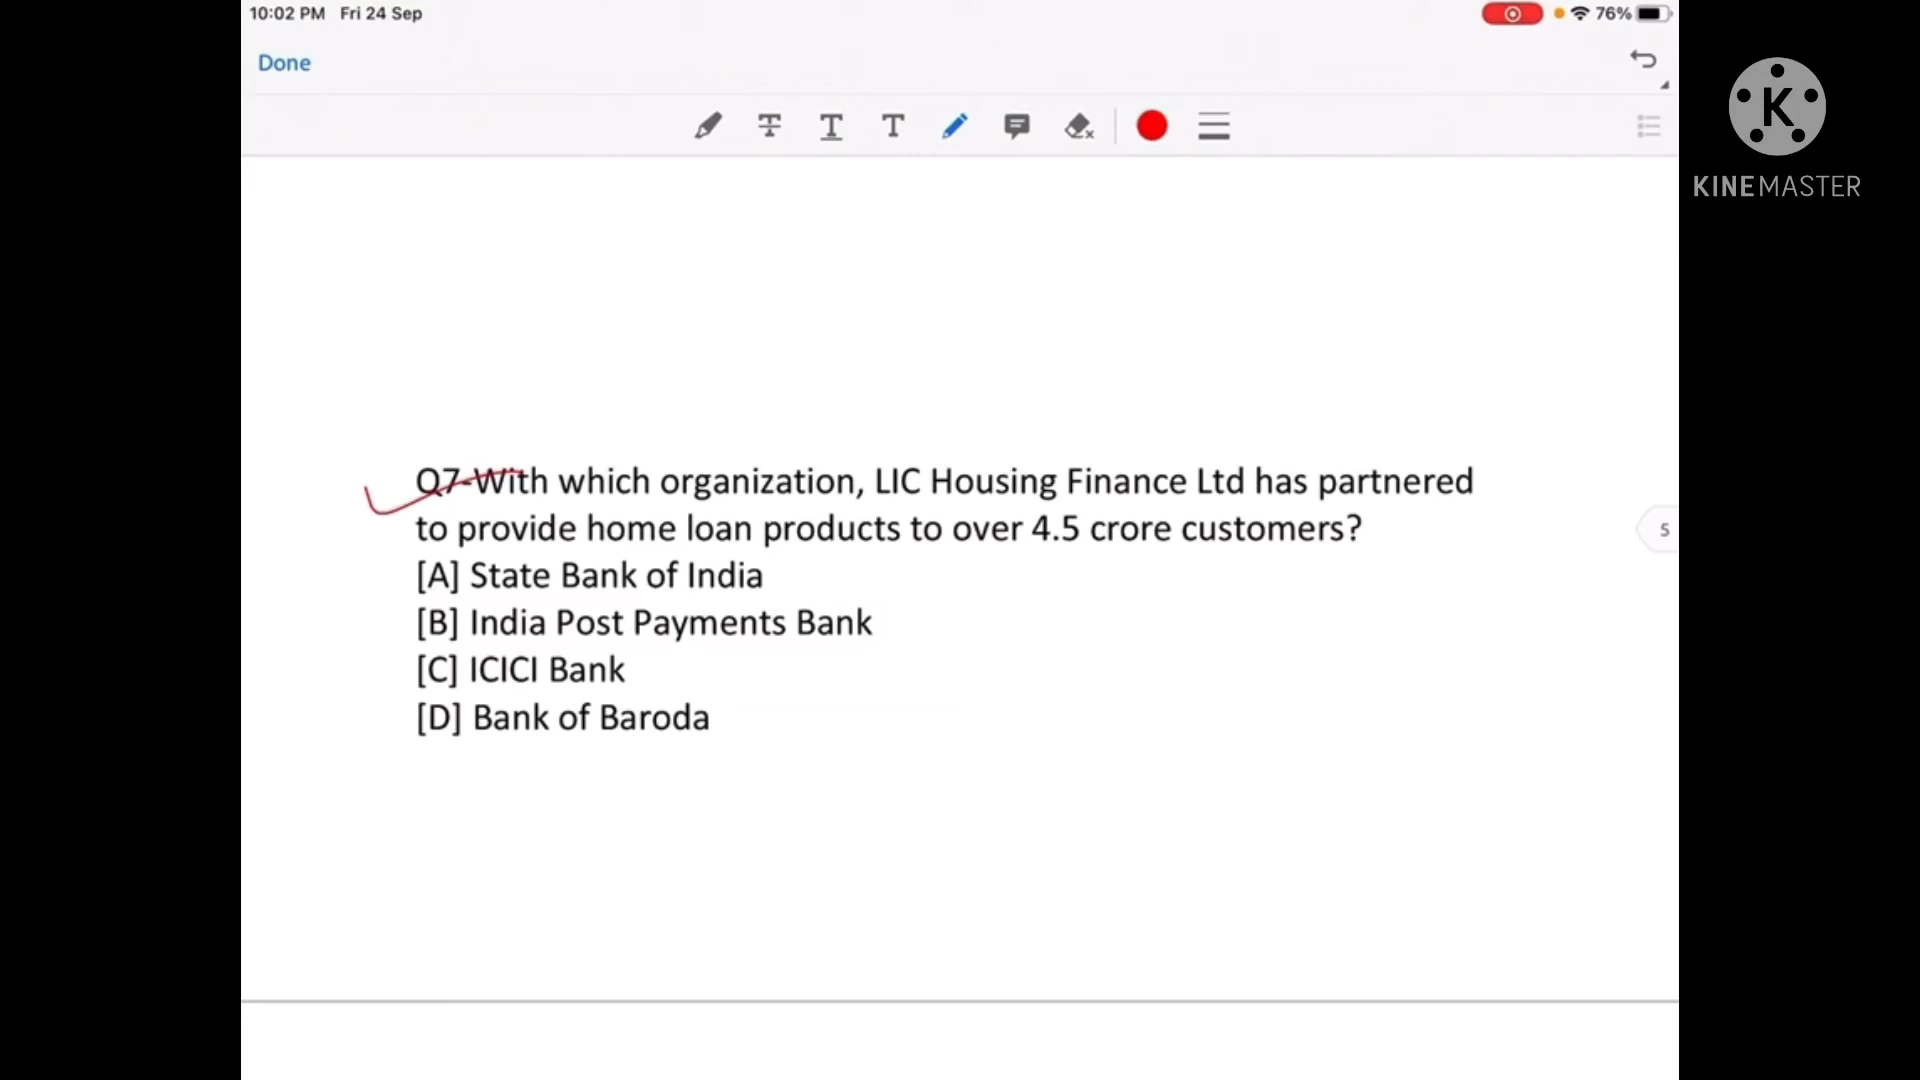 10:02 PM Fri 24 Sep
76%
Done
K
KINEMASTER
Q7-With which organization, LIC Housing Finance Ltd has partnered
to provide home loan products to over 4.5 crore customers?
5
[A] State Bank of India
[B] India Post Payments Bank
[C] ICICI Bank
[D] Bank of Baroda